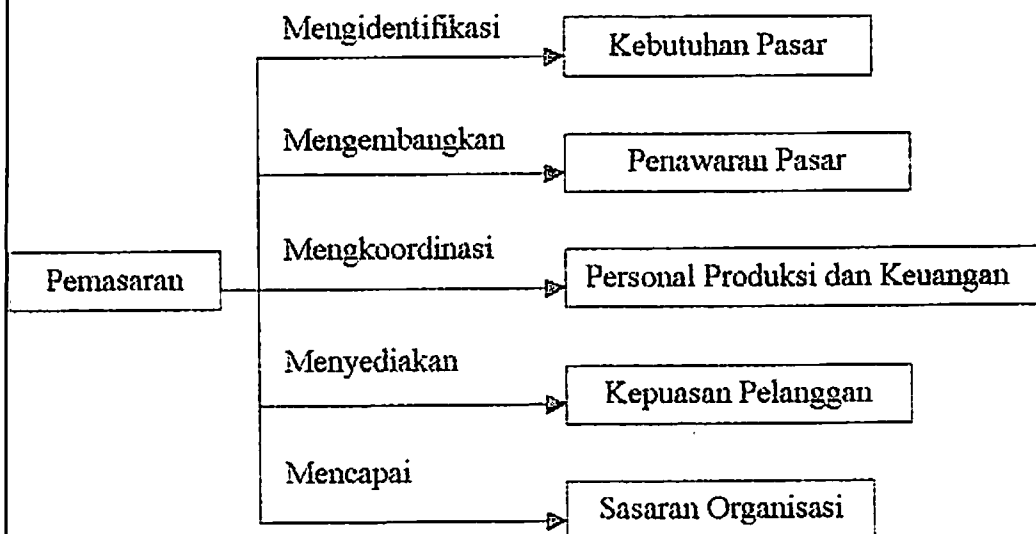 Mengidentifikasi
Kebutuhan Pasar
Mengembangkan
Penawaran Pasar
Mengkoordinasi
Pemasaran
Personal Produksi dan Keuangan
Menyediakan
Kepuasan Pelanggan
Mencapai
Sasaran Organisasi